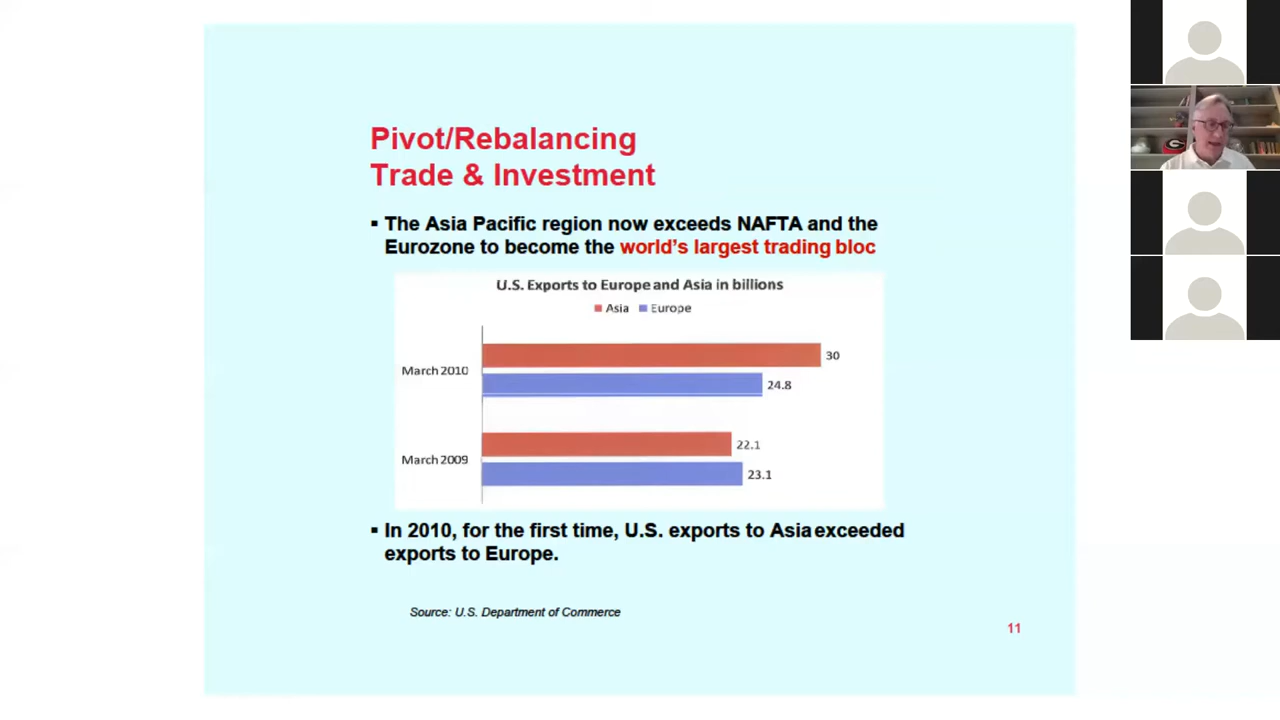 Pivot/Rebalancing
Trade & Investment
▪ The Asia Pacific region now exceeds NAFTA and the
Eurozone to become the world's largest trading bloc
U.S. Exports to Europe and Asia in billions
Asia Europe
March 2010
30
24.8
March 2009
22.1
23.1
▪ In 2010, for the first time, U.S. exports to Asia exceeded
exports to Europe.
Source: U.S. Department of Commerce
11